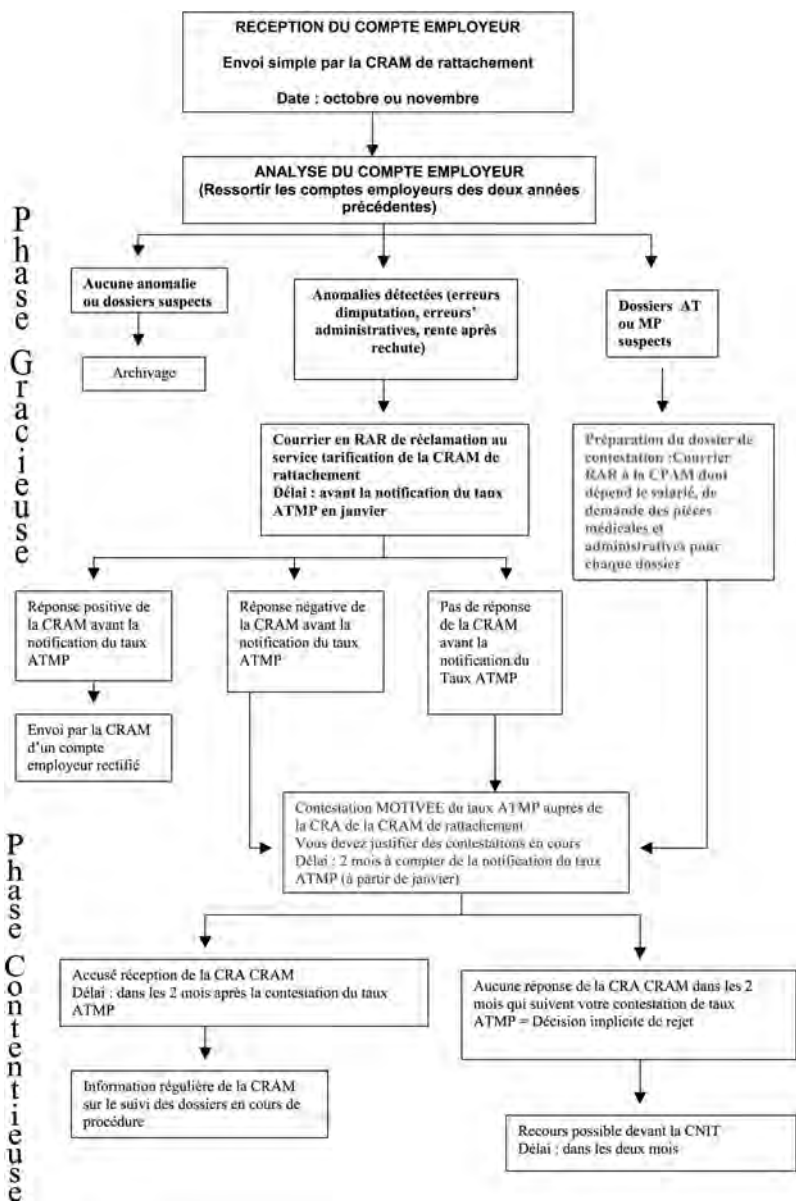 RECEPTION DU COMPTE EMPLOYEUR
Envoi simple par la CRAM de rattachement
Date : octobre ou novembre
ANALYSE DU COMPTE EMPLOYEUR
(Ressortir les comptes employeurs des deux années
précédentes)
Phase Gracieuse
Aucune anomalie
ou dossiers suspects
Archivage
Anomalies détectées (erreurs
dimputation, erreurs’
administratives, rente après
rechute)
Dossiers AT
ou MP
suspects
Courrier en RAR de réclamation au
service tarification de la CRAM de
rattachement
Délai : avant la notification du taux
ATMP en janvier
Préparation du dossier de
contestation :Courrier
RAR à la CPAM dont
dépend le salarié, de
demande des pièces
médicales et
administratives pour
chaque dossier
Réponse positive de
la CRAM avant la
notification du taux
ATMP
Réponse négative de
la CRAM avant la
notification du taux
ATMP
Pas de réponse
de la CRAM
avant la
notification du
Taux ATMP
Envoi par la CRAM
d’un compte
employeur rectifié
Phase Contentieuse
Contestation MOTIVEE du taux ATMP auprès de
la CRA de la CRAM de rattachement
Vous devez justifier des contestations en cours
Délai : 2 mois à compter de la notification du taux
ATMP (à partir de janvier)
Accusé réception de la CRA CRAM
Délai : dans les 2 mois après la contestation du taux
ATMP
Aucune réponse de la CRA CRAM dans les 2
mois qui suivent votre contestation de taux
ATMP = Décision implicite de rejet
Information régulière de la CRAM
sur le suivi des dossiers en cours de
procédure
Recours possible devant la CNIT
Délai : dans les deux mois